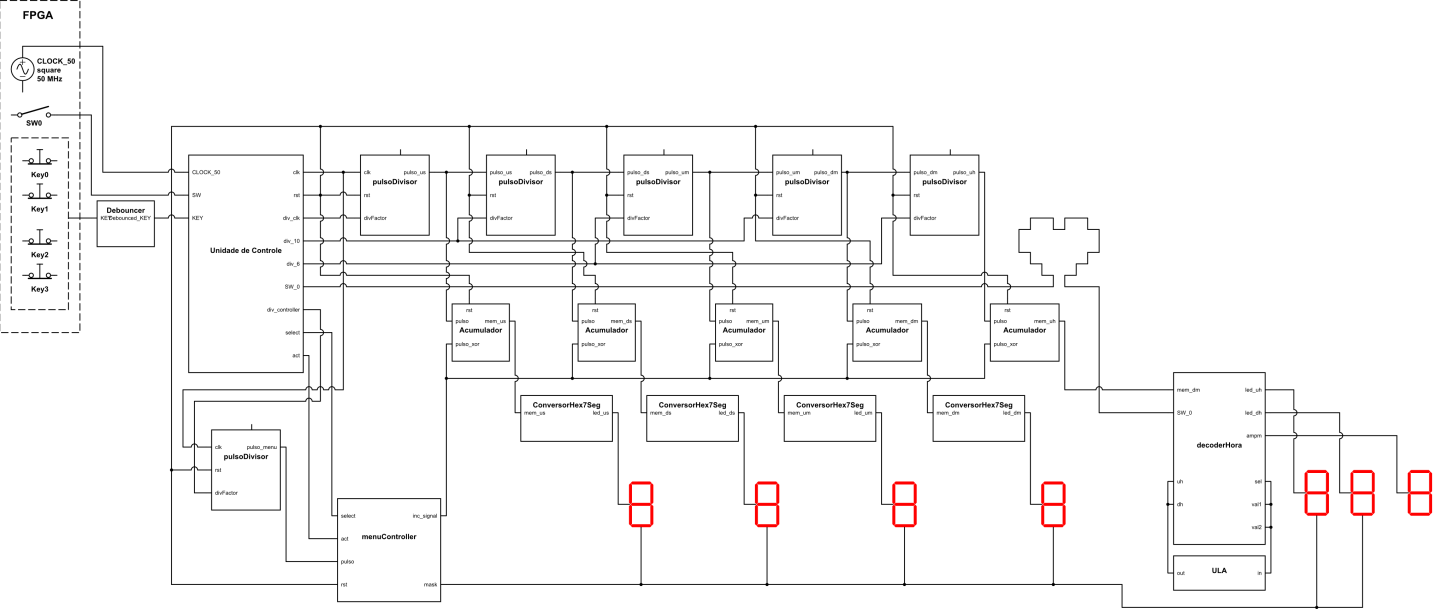 FPGA
CLOCK_50
square
50 MHz
SW0
Key0
Key1
Key2
Key3
Debouncer
KEY Debounced_KEY
CLOCK_50
SW
KEY
Unidade de Controle
clk
rst
div_clk
div_10
div_6
SW_0
div_controller
select
act
clk pulso_us
pulsoDivisor
rst
divFactor
pulso_us pulso_ds
pulsoDivisor
rst
divFactor
pulso_ds pulso_um
pulsoDivisor
rst
divFactor
pulso_um pulso_dm
pulsoDivisor
rst
divFactor
pulso_dm pulso_uh
pulsoDivisor
rst
divFactor
rst
pulso mem_us
Acumulador
pulso_xor
rst
pulso mem_ds
Acumulador
pulso_xor
rst
pulso mem_um
Acumulador
pulso_xor
rst
pulso mem_dm
Acumulador
pulso_xor
rst
pulso mem_uh
Acumulador
pulso_xor
ConversorHex7Seg
mem_us led_us
ConversorHex7Seg
mem_ds led_ds
ConversorHex7Seg
mem_um led_um
ConversorHex7Seg
mem_dm led_dm
clk pulso_menu
pulsoDivisor
rst
divFactor
select inc_signal
menuController
act
pulso
rst mask
mem_dm led_uh
SW_0 led_dh
ampm
decoderHora
uh sel
dh val1
val2
ULA
out in